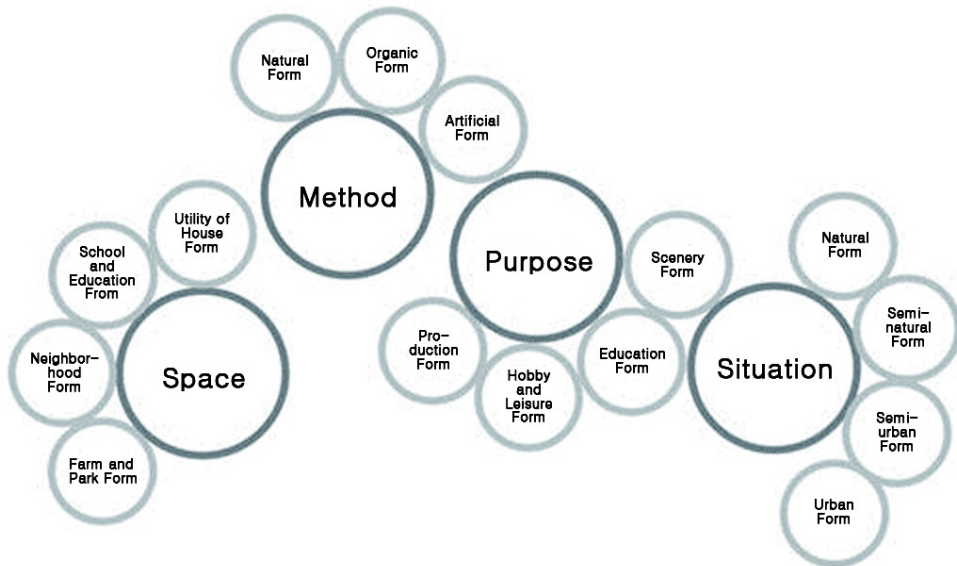 Natural
Form
Organic
Form
Artificial
Form
Method
Utility of
House
Form
School
and
Education
From
Neighbor-
hood
Form
Farm and
Park Form
Space
Purpose
Scenery
Form
Pro-
duction
Form
Hobby
and
Leisure
Form
Education
Form
Situation
Natural
Form
Semi-
natural
Form
Semi-
urban
Form
Urban
Form